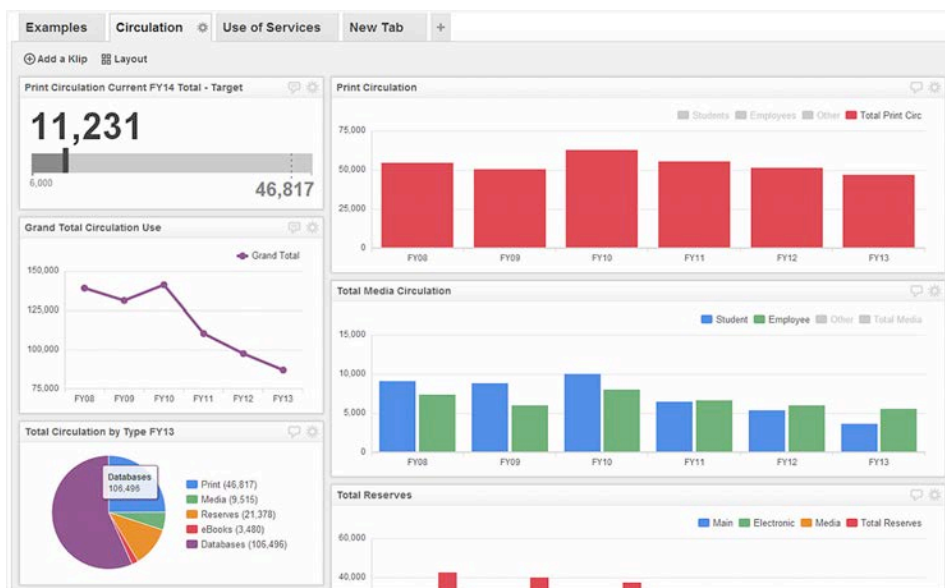 Examples
Circulation
Use of Services
New Tab
+
Add a Klip
Layout
Print Circulation Current FY14 Total - Target
11,231
6,000
46,817
Grand Total Circulation Use
Grand Total
150,000
125,000
100,000
75,000
FY08 FY09 FY10 FY11 FY12 FY13
Total Circulation by Type FY13
Databases
106,496
Print (46,817)
Media (9,515)
Reserves (21,378)
eBooks (3,480)
Databases (106,496)
Print Circulation
Students Employees Other Total Print Circ
75,000
50,000
25,000
0
FY08 FY09 FY10 FY11 FY12 FY13
Total Media Circulation
Student Employee Other Total Media
15,000
10,000
5,000
0
FY08 FY09 FY10 FY11 FY12 FY13
Total Reserves
Main Electronic Media Total Reserves
60,000
40,000